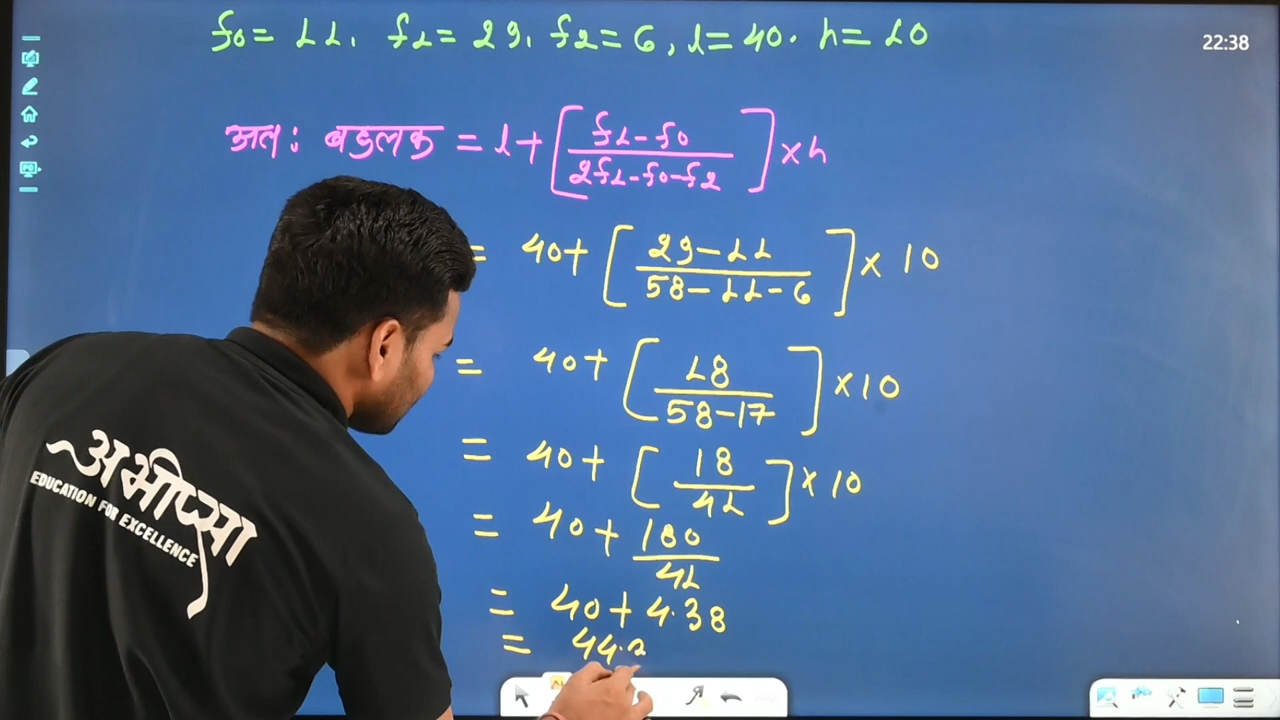 f0 = 11, f1 = 29, f2 = 6, l = 40. h = 10
22:38
अतः बहुलक = l + [ f1 - f0 / 2f1 - f0 - f2 ] × h
= 40 + [ 29 - 11 / 58 - 11 - 6 ] × 10
= 40 + [ 18 / 58 - 17 ] × 10
= 40 + [ 18 / 41 ] × 10
= 40 + 180 / 41
= 40 + 4.38
= 44.3
अभीप्सा
EDUCATION FOR EXCELLENCE